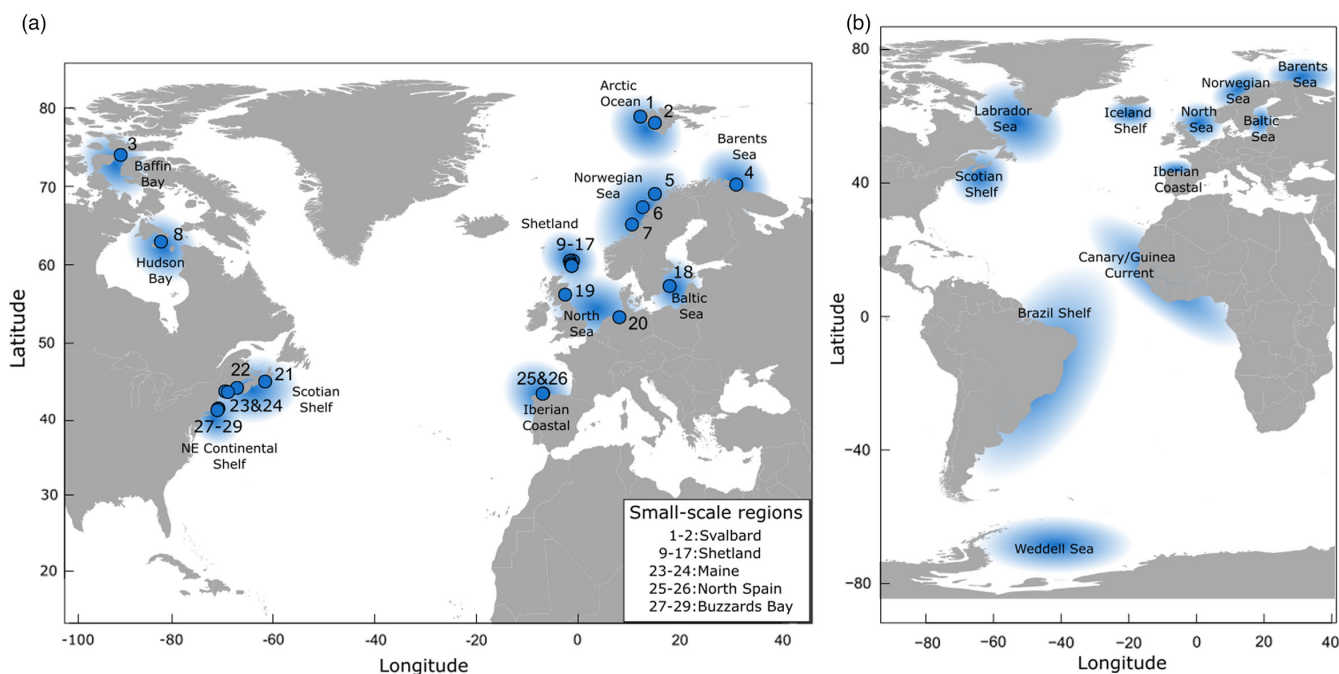 (a)
80
70
60
50
40
30
20
Latitude
-100
-80
-60
-40
-20
0
20
40
Longitude
Arctic
Ocean
1
2
3
Baffin
Bay
Barents
Sea
4
Norwegian
Sea
5
6
7
Shetland
9-17
8
Hudson
Bay
18
Baltic
Sea
19
North
Sea
20
22
21
Scotian
Shelf
23&24
27-29
NE Continental
Shelf
25&26
Iberian
Coastal
Small-scale regions
1-2:Svalbard
9-17:Shetland
23-24:Maine
25-26:North Spain
27-29:Buzzards Bay
(b)
80
40
0
−40
−80
Latitude
−80
−60
−40
−20
0
20
40
Longitude
Barents
Sea
Norwegian
Sea
Labrador
Sea
Iceland
Shelf
North
Sea
Baltic
Sea
Scotian
Shelf
Iberian
Coastal
Canary/Guinea
Current
Brazil Shelf
Weddell Sea